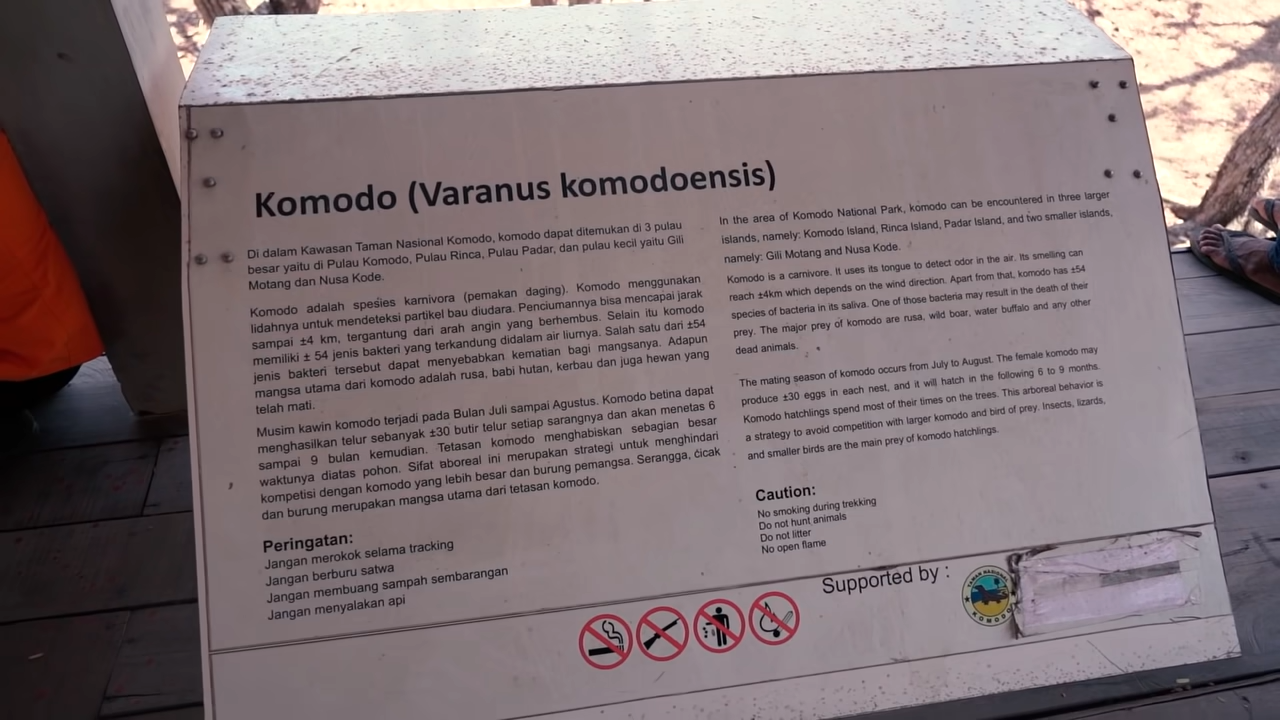 Komodo (Varanus komodoensis)
Di dalam Kawasan Taman Nasional Komodo, komodo dapat ditemukan di 3 pulau
besar yaitu di Pulau Komodo, Pulau Rinca, Pulau Padar, dan pulau kecil yaitu Gili
Motang dan Nusa Kode.
Komodo adalah spesies karnivora (pemakan daging). Komodo menggunakan
lidahnya untuk mendeteksi partikel bau diudara. Penciumannya bisa mencapai jarak
sampai ±4 km, tergantung dari arah angin yang berhembus. Selain itu komodo
memiliki ± 54 jenis bakteri yang terkandung didalam air liurnya. Salah satu dari ±54
jenis bakteri tersebut dapat menyebabkan kematian bagi mangsanya. Adapun
mangsa utama dari komodo adalah rusa, babi hutan, kerbau dan juga hewan yang
telah mati.
Musim kawin komodo terjadi pada Bulan Juli sampai Agustus. Komodo betina dapat
menghasilkan telur sebanyak ±30 butir telur setiap sarangnya dan akan menetas 6
sampai 9 bulan kemudian. Tetasan komodo menghabiskan sebagian besar
waktunya diatas pohon. Sifat aboreal ini merupakan strategi untuk menghindari
kompetisi dengan komodo yang lebih besar dan burung pemangsa. Serangga, cicak
dan burung merupakan mangsa utama dari tetasan komodo.
Peringatan:
Jangan merokok selama tracking
Jangan berburu satwa
Jangan membuang sampah sembarangan
Jangan menyalakan api
In the area of Komodo National Park, komodo can be encountered in three larger
islands, namely: Komodo Island, Rinca Island, Padar Island, and two smaller islands,
namely: Gili Motang and Nusa Kode.
Komodo is a carnivore. It uses its tongue to detect odor in the air. Its smelling can
reach ±4km which depends on the wind direction. Apart from that, komodo has ±54
species of bacteria in its saliva. One of those bacteria may result in the death of their
prey. The major prey of komodo are rusa, wild boar, water buffalo and any other
dead animals.
The mating season of komodo occurs from July to August. The female komodo may
produce ±30 eggs in each nest, and it will hatch in the following 6 to 9 months.
Komodo hatchlings spend most of their times on the trees. This arboreal behavior is
a strategy to avoid competition with larger komodo and bird of prey. Insects, lizards,
and smaller birds are the main prey of komodo hatchlings.
Caution:
No smoking during trekking
Do not hunt animals
Do not litter
No open flame
Supported by :
TAMAN NASIONAL
KOMODO